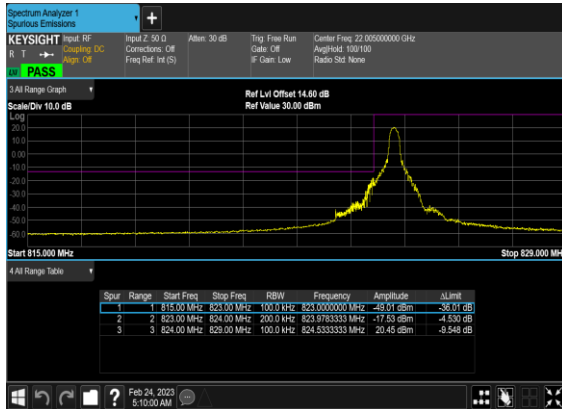 Spectrum Analyzer 1
Spurious Emissions
KEYSIGHT Input: RF
R T Coupling: DC
Align: Off
Input Z: 50 Ω
Corrections: Off
Freq Ref: Int (S)
Atten: 30 dB
Trig: Free Run
Gate: Off
IF Gain: Low
Center Freq: 22.005000000 GHz
Avg|Hold: 100/100
Radio Std: None
PASS
3 All Range Graph
Scale/Div 10.0 dB
Ref Lvl Offset 14.60 dB
Ref Value 30.00 dBm
Log
20.0
10.0
0.00
-10.0
-20.0
-30.0
-40.0
-50.0
-60.0
Start 815.000 MHz
Stop 829.000 MHz
4 All Range Table
Spur Range Start Freq Stop Freq RBW Frequency Amplitude ΔLimit
1 1 815.00 MHz 823.00 MHz 100.0 kHz 823.0000000 MHz -49.01 dBm -36.01 dB
2 2 823.00 MHz 824.00 MHz 200.0 kHz 823.9783333 MHz -17.53 dBm -4.530 dB
3 3 824.00 MHz 829.00 MHz 100.0 kHz 824.5333333 MHz 20.45 dBm -9.548 dB
Feb 24, 2023
5:10:00 AM